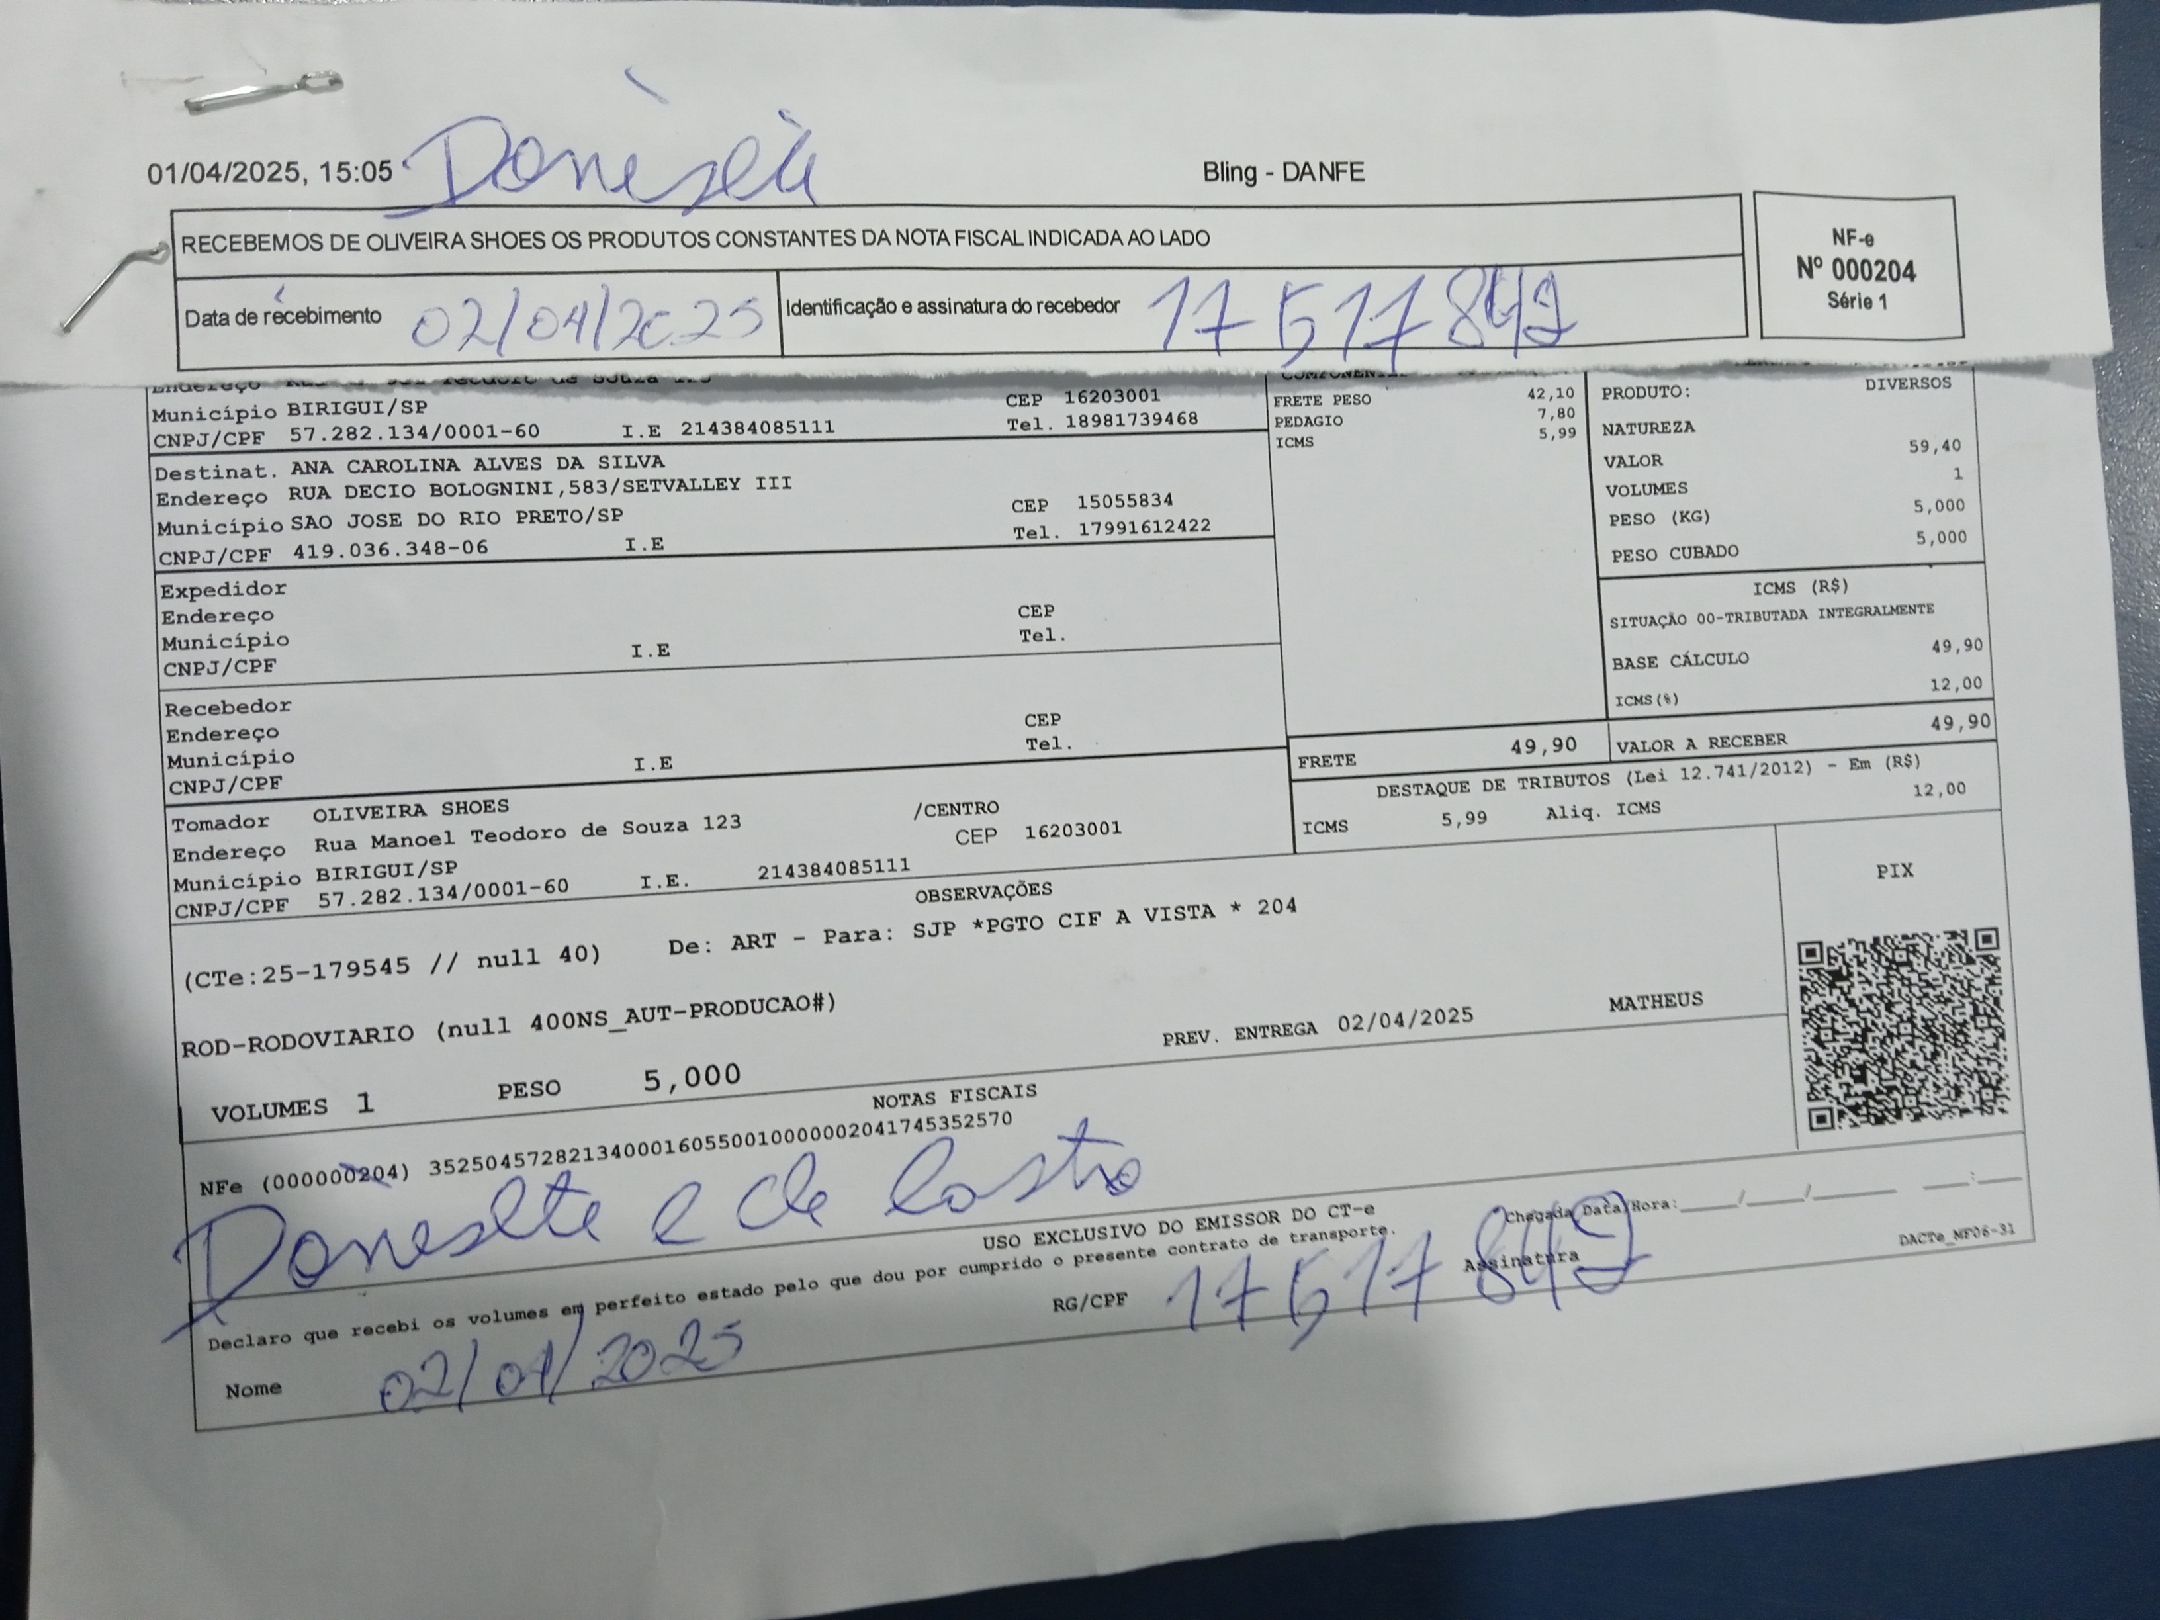 01/04/2025, 15:05
Bling - DANFE
RECEBEMOS DE OLIVEIRA SHOES OS PRODUTOS CONSTANTES DA NOTA FISCAL INDICADA AO LADO
NF-e
Nº 000204
Série 1
Data de recebimento 02/04/2025
Identificação e assinatura do recebedor 17517849
Endereço
Município BIRIGUI/SP CEP 16203001
CNPJ/CPF 57.282.134/0001-60 I.E 214384085111 Tel. 18981739468
Destinat. ANA CAROLINA ALVES DA SILVA
Endereço RUA DECIO BOLOGNINI,583/SETVALLEY III
Município SAO JOSE DO RIO PRETO/SP CEP 15055834
CNPJ/CPF 419.036.348-06 I.E Tel. 17991612422
Expedidor
Endereço
Município CEP
CNPJ/CPF I.E Tel.
Recebedor
Endereço
Município CEP
CNPJ/CPF I.E Tel.
Tomador OLIVEIRA SHOES
Endereço Rua Manoel Teodoro de Souza 123 /CENTRO
Município BIRIGUI/SP CEP 16203001
CNPJ/CPF 57.282.134/0001-60 I.E. 214384085111
FRETE PESO 42,10
PEDAGIO 7,80
ICMS 5,99
PRODUTO: DIVERSOS
NATUREZA
VALOR 59,40
VOLUMES 1
PESO (KG) 5,000
PESO CUBADO 5,000
ICMS (R$)
SITUAÇÃO 00-TRIBUTADA INTEGRALMENTE
BASE CÁLCULO 49,90
ICMS(%) 12,00
FRETE 49,90 VALOR A RECEBER 49,90
DESTAQUE DE TRIBUTOS (Lei 12.741/2012) - Em (R$)
ICMS 5,99 Aliq. ICMS 12,00
OBSERVAÇÕES
(CTe:25-179545 // null 40) De: ART - Para: SJP *PGTO CIF A VISTA * 204
PIX
ROD-RODOVIARIO (null 400NS_AUT-PRODUCAO#)
PREV. ENTREGA 02/04/2025 MATHEUS
VOLUMES 1 PESO 5,000
NOTAS FISCAIS
NFe (000000204) 35250457282134000160550010000002041745352570
USO EXCLUSIVO DO EMISSOR DO CT-e
Chegada Data/Hora:____/____/______ ___:___
Declaro que recebi os volumes em perfeito estado pelo que dou por cumprido o presente contrato de transporte.
DACTe_MF06-31
Nome 02/04/2025 RG/CPF 17517849 Assinatura